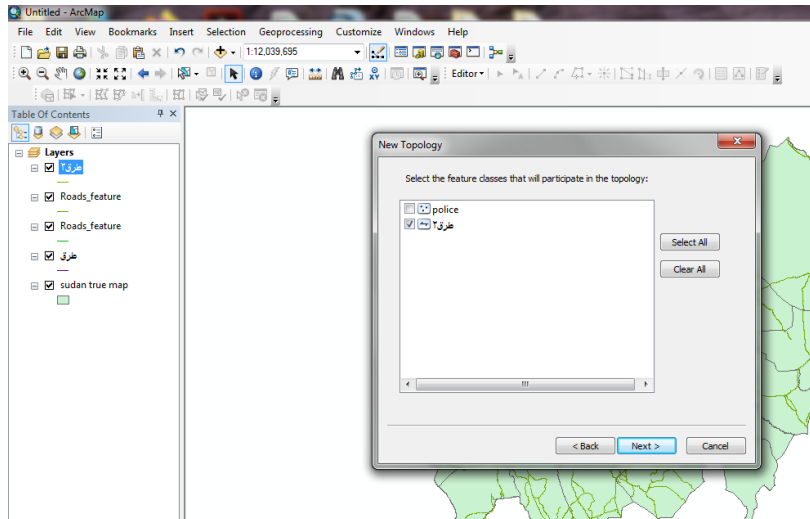 Untitled - ArcMap
File Edit View Bookmarks Insert Selection Geoprocessing Customize Windows Help
1:12,039,695
Editor
Table Of Contents
Layers
طرق٢
Roads_feature
Roads_feature
طرق
sudan true map
New Topology
Select the feature classes that will participate in the topology:
police
طرق٢
Select All
Clear All
< Back Next > Cancel